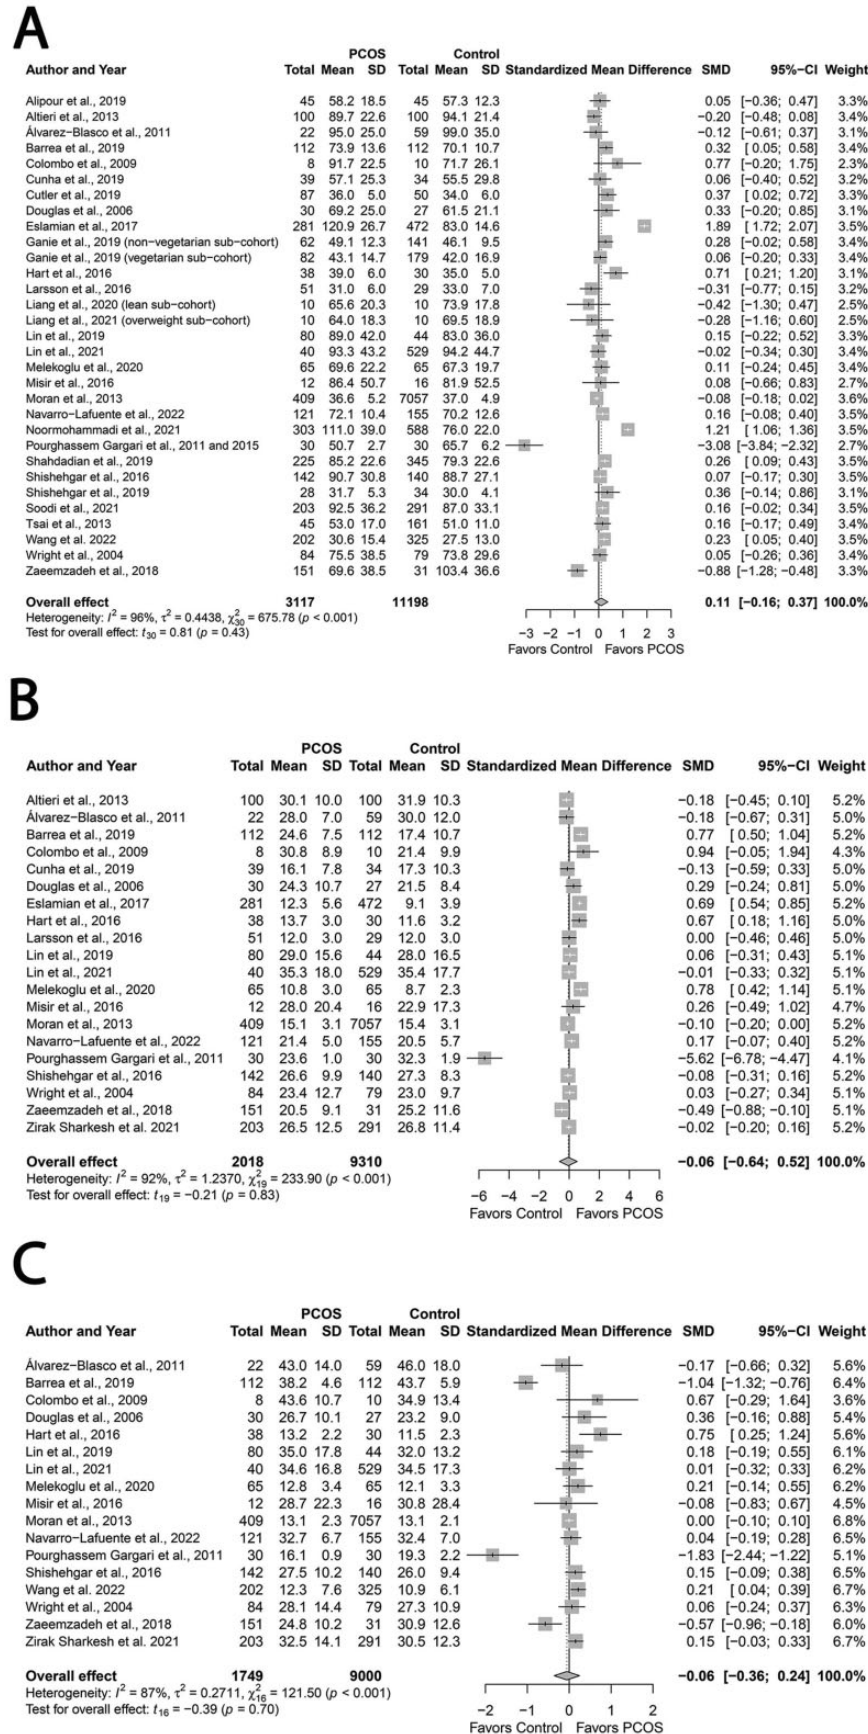 A
PCOS Control
Author and Year Total Mean SD Total Mean SD Standardized Mean Difference SMD 95%−CI Weight
Alipour et al., 2019 45 58.2 18.5 45 57.3 12.3 0.05 [−0.36; 0.47] 3.3%
Altieri et al., 2013 100 89.7 22.6 100 94.1 21.4 −0.20 [−0.48; 0.08] 3.4%
Álvarez−Blasco et al., 2011 22 95.0 25.0 59 99.0 35.0 −0.12 [−0.61; 0.37] 3.2%
Barrea et al., 2019 112 73.9 13.6 112 70.1 10.7 0.32 [ 0.05; 0.58] 3.4%
Colombo et al., 2009 8 91.7 22.5 10 71.7 26.1 0.77 [−0.20; 1.75] 2.3%
Cunha et al., 2019 39 57.1 25.3 34 55.5 29.8 0.06 [−0.40; 0.52] 3.2%
Cutler et al., 2019 87 36.0 5.0 50 34.0 6.0 0.37 [ 0.02; 0.72] 3.3%
Douglas et al., 2006 30 69.2 25.0 27 61.5 21.1 0.33 [−0.20; 0.85] 3.1%
Eslamian et al., 2017 281 120.9 26.7 472 83.0 14.6 1.89 [ 1.72; 2.07] 3.5%
Ganie et al., 2019 (non−vegetarian sub−cohort) 62 49.1 12.3 141 46.1 9.5 0.28 [−0.02; 0.58] 3.4%
Ganie et al., 2019 (vegetarian sub−cohort) 82 43.1 14.7 179 42.0 16.9 0.06 [−0.20; 0.33] 3.4%
Hart et al., 2016 38 39.0 6.0 30 35.0 5.0 0.71 [ 0.21; 1.20] 3.2%
Larsson et al., 2016 51 31.0 6.0 29 33.0 7.0 −0.31 [−0.77; 0.15] 3.2%
Liang et al., 2020 (lean sub−cohort) 10 65.6 20.3 10 73.9 17.8 −0.42 [−1.30; 0.47] 2.5%
Liang et al., 2021 (overweight sub−cohort) 10 64.0 18.3 10 69.5 18.9 −0.28 [−1.16; 0.60] 2.5%
Lin et al., 2019 80 89.0 42.0 44 83.0 36.0 0.15 [−0.22; 0.52] 3.3%
Lin et al., 2021 40 93.3 43.2 529 94.2 44.7 −0.02 [−0.34; 0.30] 3.4%
Melekoglu et al., 2020 65 69.6 22.2 65 67.3 19.7 0.11 [−0.24; 0.45] 3.4%
Misir et al., 2016 12 86.4 50.7 16 81.9 52.5 0.08 [−0.66; 0.83] 2.7%
Moran et al., 2013 409 36.6 5.2 7057 37.0 4.9 −0.08 [−0.18; 0.02] 3.5%
Navarro−Lafuente et al., 2022 121 72.1 10.4 155 70.2 12.6 0.16 [−0.08; 0.40] 3.4%
Noormohammadi et al., 2021 303 111.0 39.0 588 76.0 22.0 1.21 [ 1.06; 1.36] 3.5%
Pourghassem Gargari et al., 2011 and 2015 30 50.7 2.7 30 65.7 6.2 −3.08 [−3.84; −2.32] 2.7%
Shahdadian et al., 2019 225 85.2 22.6 345 79.3 22.6 0.26 [ 0.09; 0.43] 3.5%
Shishehgar et al., 2016 142 90.7 30.8 140 88.7 27.1 0.07 [−0.17; 0.30] 3.5%
Shishehgar et al., 2019 28 31.7 5.3 34 30.0 4.1 0.36 [−0.14; 0.86] 3.2%
Soodi et al., 2021 203 92.5 36.2 291 87.0 33.1 0.16 [−0.02; 0.34] 3.5%
Tsai et al., 2013 45 53.0 17.0 161 51.0 11.0 0.16 [−0.17; 0.49] 3.4%
Wang et al. 2022 202 30.6 15.4 325 27.5 13.0 0.23 [ 0.05; 0.40] 3.5%
Wright et al., 2004 84 75.5 38.5 79 73.8 29.6 0.05 [−0.26; 0.36] 3.4%
Zaeemzadeh et al., 2018 151 69.6 38.5 31 103.4 36.6 −0.88 [−1.28; −0.48] 3.3%
Overall effect 3117 11198 0.11 [−0.16; 0.37] 100.0%
Heterogeneity: I² = 96%, τ² = 0.4438, χ²₃₀ = 675.78 (p < 0.001)
Test for overall effect: t₃₀ = 0.81 (p = 0.43)
−3 −2 −1 0 1 2 3
Favors Control Favors PCOS
B
PCOS Control
Author and Year Total Mean SD Total Mean SD Standardized Mean Difference SMD 95%−CI Weight
Altieri et al., 2013 100 30.1 10.0 100 31.9 10.3 −0.18 [−0.45; 0.10] 5.2%
Álvarez−Blasco et al., 2011 22 28.0 7.0 59 30.0 12.0 −0.18 [−0.67; 0.31] 5.0%
Barrea et al., 2019 112 24.6 7.5 112 17.4 10.7 0.77 [ 0.50; 1.04] 5.2%
Colombo et al., 2009 8 30.8 8.9 10 21.4 9.9 0.94 [−0.05; 1.94] 4.3%
Cunha et al., 2019 39 16.1 7.8 34 17.3 10.3 −0.13 [−0.59; 0.33] 5.0%
Douglas et al., 2006 30 24.3 10.7 27 21.5 8.4 0.29 [−0.24; 0.81] 5.0%
Eslamian et al., 2017 281 12.3 5.6 472 9.1 3.9 0.69 [ 0.54; 0.85] 5.2%
Hart et al., 2016 38 13.7 3.0 30 11.6 3.2 0.67 [ 0.18; 1.16] 5.0%
Larsson et al., 2016 51 12.0 3.0 29 12.0 3.0 0.00 [−0.46; 0.46] 5.0%
Lin et al., 2019 80 29.0 15.6 44 28.0 16.5 0.06 [−0.31; 0.43] 5.1%
Lin et al., 2021 40 35.3 18.0 529 35.4 17.7 −0.01 [−0.33; 0.32] 5.1%
Melekoglu et al., 2020 65 10.8 3.0 65 8.7 2.3 0.78 [ 0.42; 1.14] 5.1%
Misir et al., 2016 12 28.0 20.4 16 22.9 17.3 0.26 [−0.49; 1.02] 4.7%
Moran et al., 2013 409 15.1 3.1 7057 15.4 3.1 −0.10 [−0.20; 0.00] 5.2%
Navarro−Lafuente et al., 2022 121 21.4 5.0 155 20.5 5.7 0.17 [−0.07; 0.40] 5.2%
Pourghassem Gargari et al., 2011 30 23.6 1.0 30 32.3 1.9 −5.62 [−6.78; −4.47] 4.1%
Shishehgar et al., 2016 142 26.6 9.9 140 27.3 8.3 −0.08 [−0.31; 0.16] 5.2%
Wright et al., 2004 84 23.4 12.7 79 23.0 9.7 0.03 [−0.27; 0.34] 5.2%
Zaeemzadeh et al., 2018 151 20.5 9.1 31 25.2 11.6 −0.49 [−0.88; −0.10] 5.1%
Zirak Sharkesh et al. 2021 203 26.5 12.5 291 26.8 11.4 −0.02 [−0.20; 0.16] 5.2%
Overall effect 2018 9310 −0.06 [−0.64; 0.52] 100.0%
Heterogeneity: I² = 92%, τ² = 1.2370, χ²₁₉ = 233.90 (p < 0.001)
Test for overall effect: t₁₉ = −0.21 (p = 0.83)
−6 −4 −2 0 2 4 6
Favors Control Favors PCOS
C
PCOS Control
Author and Year Total Mean SD Total Mean SD Standardized Mean Difference SMD 95%−CI Weight
Álvarez−Blasco et al., 2011 22 43.0 14.0 59 46.0 18.0 −0.17 [−0.66; 0.32] 5.6%
Barrea et al., 2019 112 38.2 4.6 112 43.7 5.9 −1.04 [−1.32; −0.76] 6.4%
Colombo et al., 2009 8 43.6 10.7 10 34.9 13.4 0.67 [−0.29; 1.64] 3.6%
Douglas et al., 2006 30 26.7 10.1 27 23.2 9.0 0.36 [−0.16; 0.88] 5.4%
Hart et al., 2016 38 13.2 2.2 30 11.5 2.3 0.75 [ 0.25; 1.24] 5.6%
Lin et al., 2019 80 35.0 17.8 44 32.0 13.2 0.18 [−0.19; 0.55] 6.1%
Lin et al., 2021 40 34.6 16.8 529 34.5 17.3 0.01 [−0.32; 0.33] 6.2%
Melekoglu et al., 2020 65 12.8 3.4 65 12.1 3.3 0.21 [−0.14; 0.55] 6.2%
Misir et al., 2016 12 28.7 22.3 16 30.8 28.4 −0.08 [−0.83; 0.67] 4.5%
Moran et al., 2013 409 13.1 2.3 7057 13.1 2.1 0.00 [−0.10; 0.10] 6.8%
Navarro−Lafuente et al., 2022 121 32.7 6.7 155 32.4 7.0 0.04 [−0.19; 0.28] 6.6%
Pourghassem Gargari et al., 2011 30 16.1 0.9 30 19.3 2.2 −1.83 [−2.44; −1.22] 5.1%
Shishehgar et al., 2016 142 27.5 10.2 140 26.0 9.4 0.15 [−0.09; 0.38] 6.6%
Wang et al. 2022 202 12.3 7.6 325 10.9 6.1 0.21 [ 0.04; 0.39] 6.7%
Wright et al., 2004 84 28.1 14.4 79 27.3 10.9 0.06 [−0.24; 0.37] 6.3%
Zaeemzadeh et al., 2018 151 24.8 10.2 31 30.9 12.6 −0.57 [−0.96; −0.18] 6.0%
Zirak Sharkesh et al. 2021 203 32.5 14.1 291 30.5 12.3 0.15 [−0.03; 0.33] 6.7%
Overall effect 1749 9000 −0.06 [−0.36; 0.24] 100.0%
Heterogeneity: I² = 87%, τ² = 0.2711, χ²₁₆ = 121.50 (p < 0.001)
Test for overall effect: t₁₆ = −0.39 (p = 0.70)
−2 −1 0 1 2
Favors Control Favors PCOS